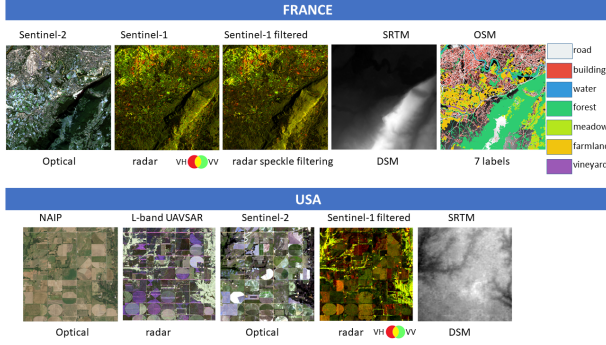 FRANCE
Sentinel-2 Sentinel-1 Sentinel-1 filtered SRTM OSM
road
building
water
forest
meadow
farmland
vineyard
Optical radar VH VV radar speckle filtering DSM 7 labels
USA
NAIP L-band UAVSAR Sentinel-2 Sentinel-1 filtered SRTM
Optical radar Optical radar VH VV DSM